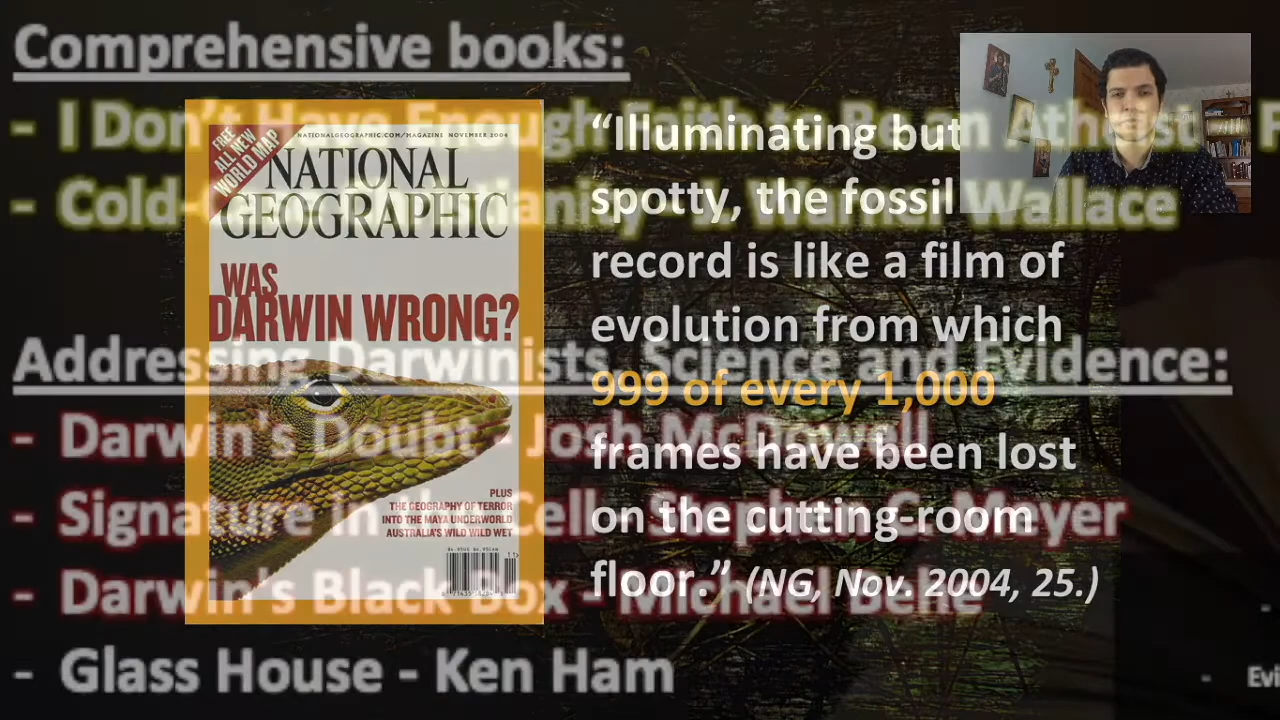 Comprehensive books:
- I Don't Have Enough Faith to Be an Atheist - F
- Cold- - Wallace
Addressing Darwinists, Science and Evidence:
- Darwin's Doubt - Josh McDowell
- Signature in the Cell - Stephen C. Meyer
- Darwin's Black Box - Michael Behe
- Glass House - Ken Ham
FREE
ALL NEW
WORLD MAP
NATIONALGEOGRAPHIC.COM/MAGAZINE NOVEMBER 2004
NATIONAL
GEOGRAPHIC
WAS
DARWIN WRONG?
PLUS
THE GEOGRAPHY OF TERROR
INTO THE MAYA UNDERWORLD
AUSTRALIA'S WILD WILD WET
“Illuminating but
spotty, the fossil
record is like a film of
evolution from which
999 of every 1,000
frames have been lost
on the cutting-room
floor.” (NG, Nov. 2004, 25.)
-
- Evi